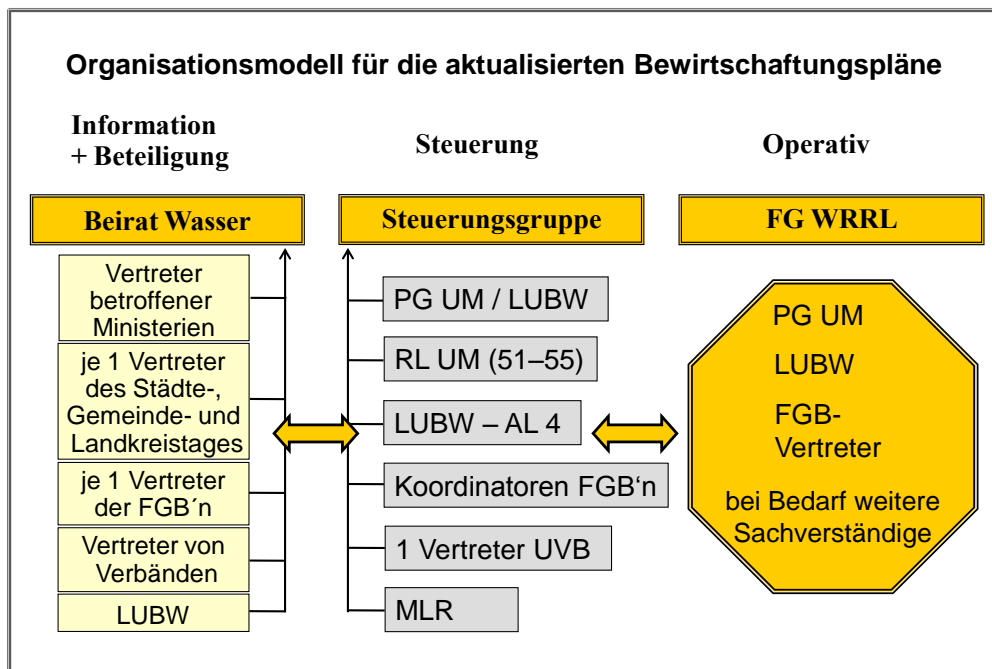 Organisationsmodell für die aktualisierten Bewirtschaftungspläne
Information
+ Beteiligung
Steuerung
Operativ
Beirat Wasser
Steuerungsgruppe
FG WRRL
Vertreter
betroffener
Ministerien
je 1 Vertreter
des Städte-,
Gemeinde- und
Landkreistages
je 1 Vertreter
der FGB´n
Vertreter von
Verbänden
LUBW
PG UM / LUBW
RL UM (51–55)
LUBW – AL 4
Koordinatoren FGB‘n
1 Vertreter UVB
MLR
PG UM
LUBW
FGB-
Vertreter
bei Bedarf weitere
Sachverständige